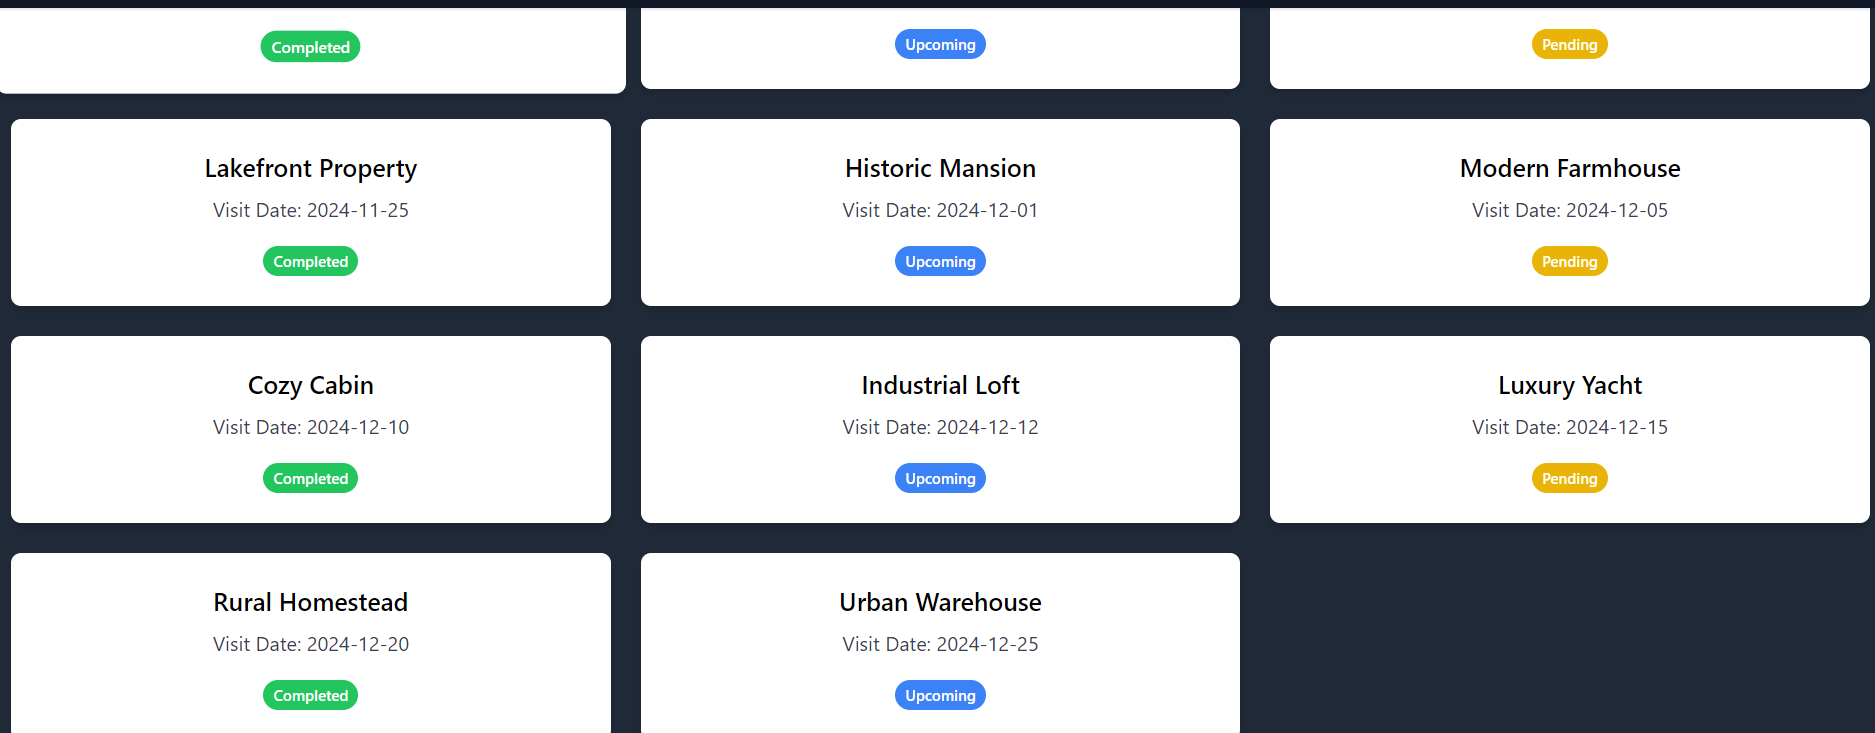 Completed
Upcoming
Pending
Lakefront Property
Visit Date: 2024-11-25
Completed
Historic Mansion
Visit Date: 2024-12-01
Upcoming
Modern Farmhouse
Visit Date: 2024-12-05
Pending
Cozy Cabin
Visit Date: 2024-12-10
Completed
Industrial Loft
Visit Date: 2024-12-12
Upcoming
Luxury Yacht
Visit Date: 2024-12-15
Pending
Rural Homestead
Visit Date: 2024-12-20
Completed
Urban Warehouse
Visit Date: 2024-12-25
Upcoming